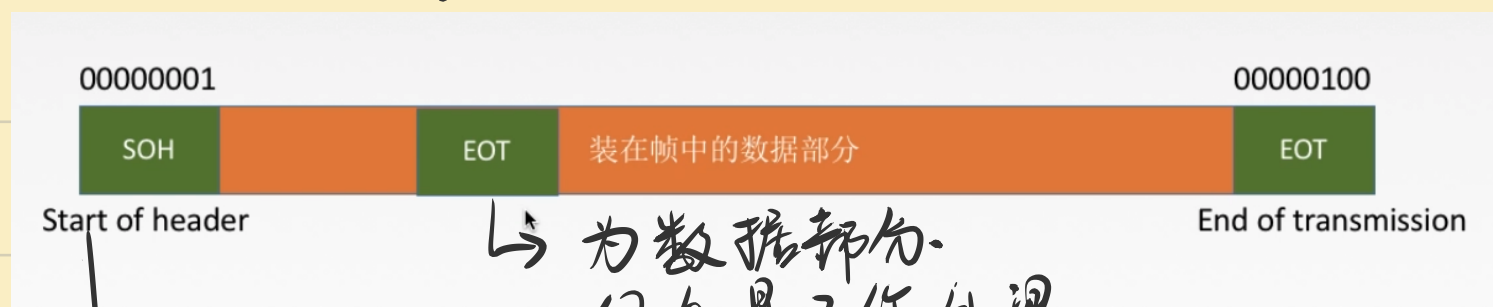 00000001 00000100
SOH EOT 装在帧中的数据部分 EOT
Start of header End of transmission
为数据部分.